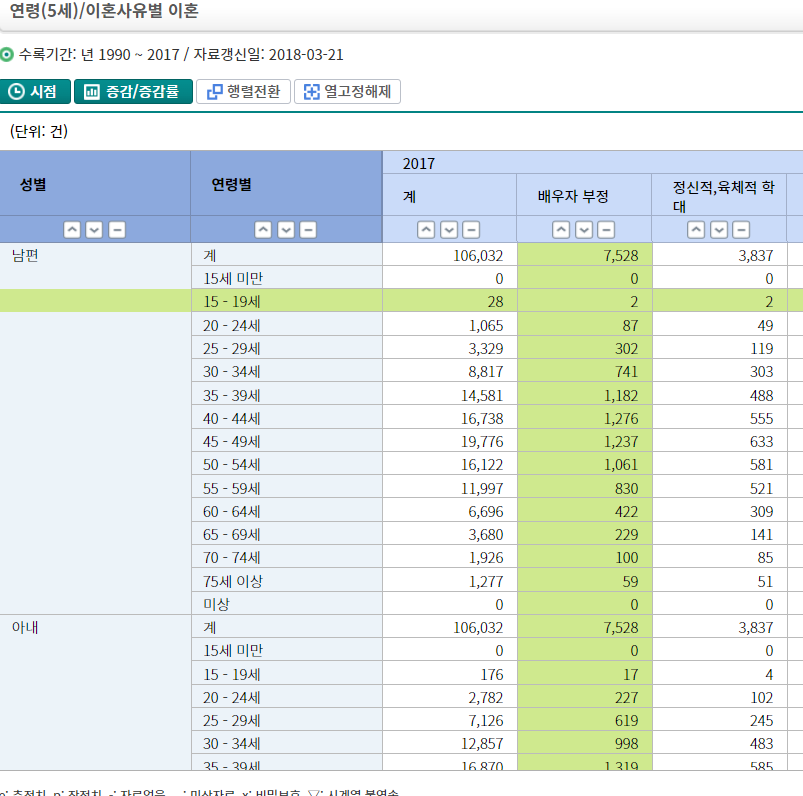 연령(5세)/이혼사유별 이혼
수록기간: 년 1990 ~ 2017 / 자료갱신일: 2018-03-21
시점 증감/증감률 행렬전환 열고정해제
(단위: 건)
성별 연령별 2017
계 배우자 부정 정신적,육체적 학
대
남편 계 106,032 7,528 3,837
15세 미만 0 0 0
15 - 19세 28 2 2
20 - 24세 1,065 87 49
25 - 29세 3,329 302 119
30 - 34세 8,817 741 303
35 - 39세 14,581 1,182 488
40 - 44세 16,738 1,276 555
45 - 49세 19,776 1,237 633
50 - 54세 16,122 1,061 581
55 - 59세 11,997 830 521
60 - 64세 6,696 422 309
65 - 69세 3,680 229 141
70 - 74세 1,926 100 85
75세 이상 1,277 59 51
미상 0 0 0
아내 계 106,032 7,528 3,837
15세 미만 0 0 0
15 - 19세 176 17 4
20 - 24세 2,782 227 102
25 - 29세 7,126 619 245
30 - 34세 12,857 998 483
35 - 39세 16,870 1,319 585